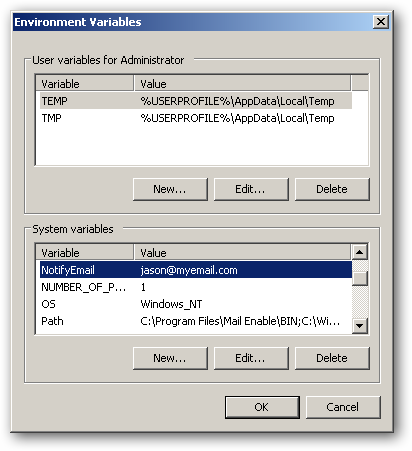 Environment Variables
User variables for Administrator
Variable Value
TEMP %USERPROFILE%\AppData\Local\Temp
TMP %USERPROFILE%\AppData\Local\Temp
New... Edit... Delete
System variables
Variable Value
NotifyEmail jason@myemail.com
NUMBER_OF_P... 1
OS Windows_NT
Path C:\Program Files\Mail Enable\BIN;C:\Wi...
New... Edit... Delete
OK Cancel